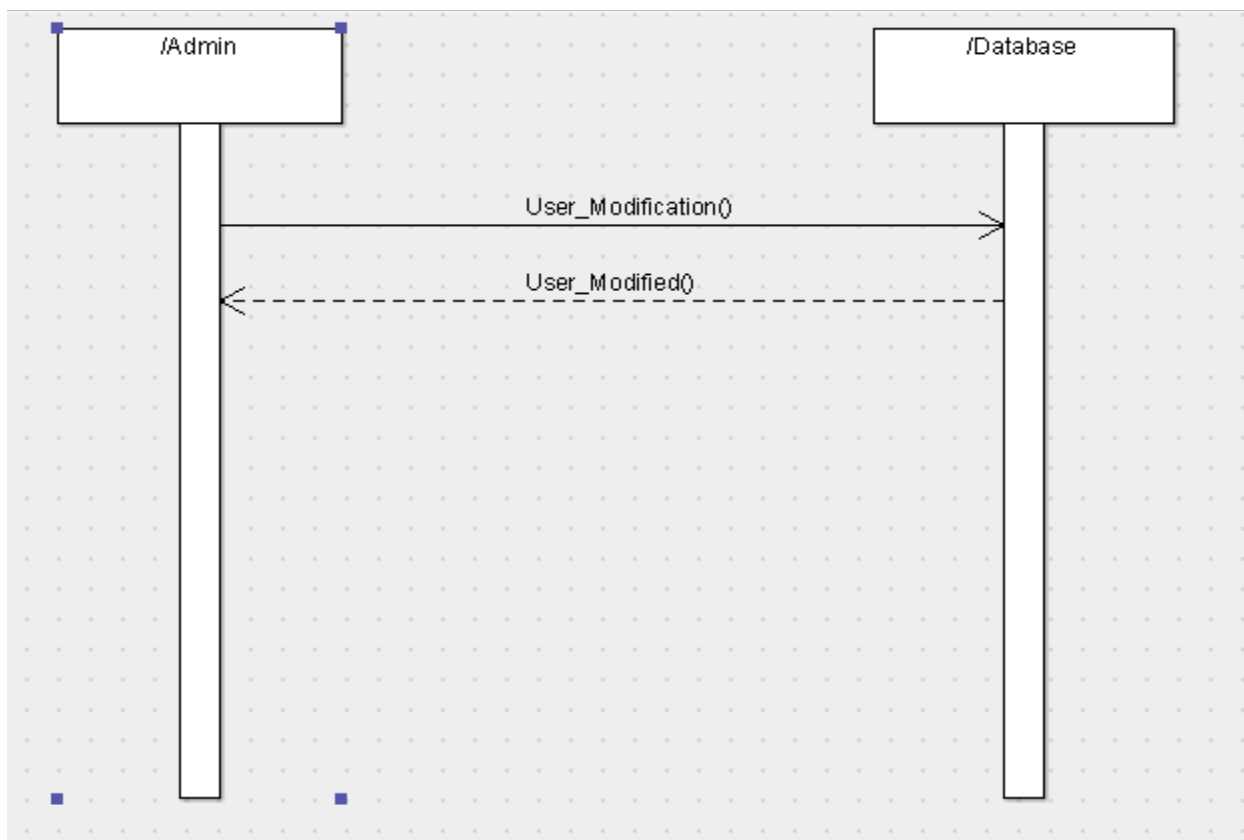 /Admin
/Database
User_Modification()
User_Modified()